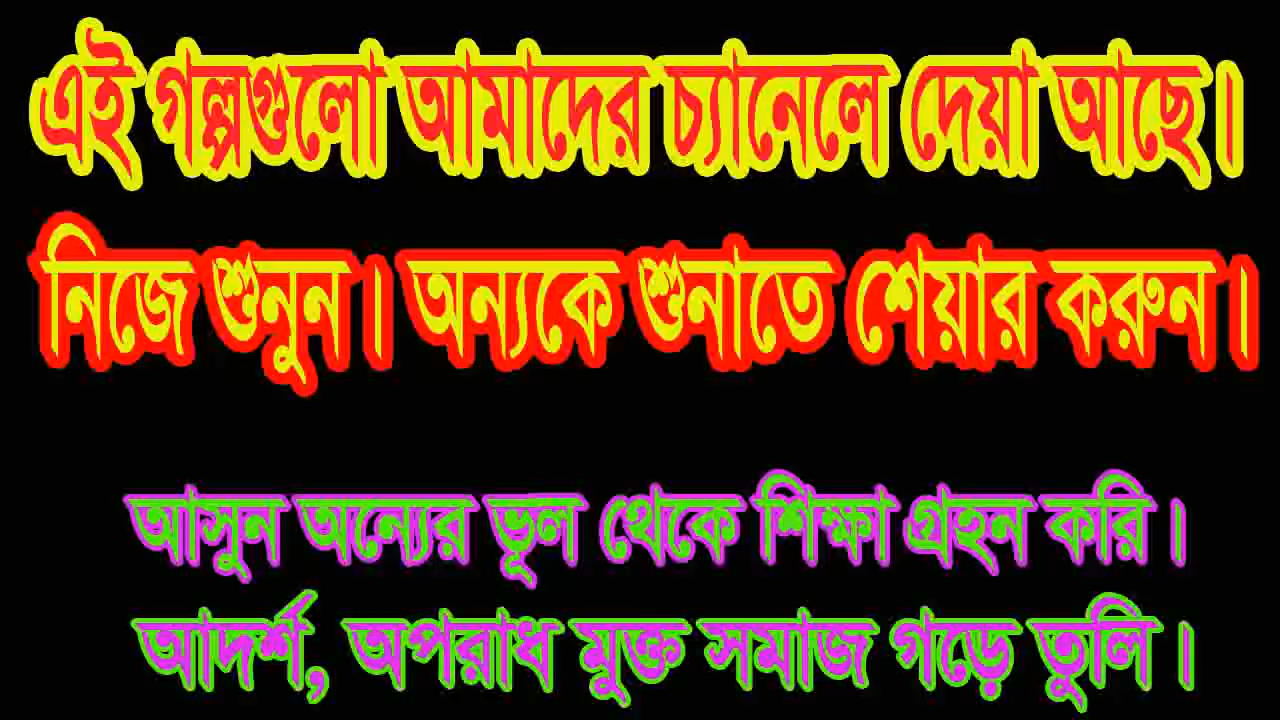 এই গল্পগুলো আমাদের চ্যানেলে দেয়া আছে।
নিজে শুনুন। অন্যকে শুনাতে শেয়ার করুন।
আসুন অন্যের ভূল থেকে শিক্ষা গ্রহন করি।
আদর্শ, অপরাধ মুক্ত সমাজ গড়ে তুলি।